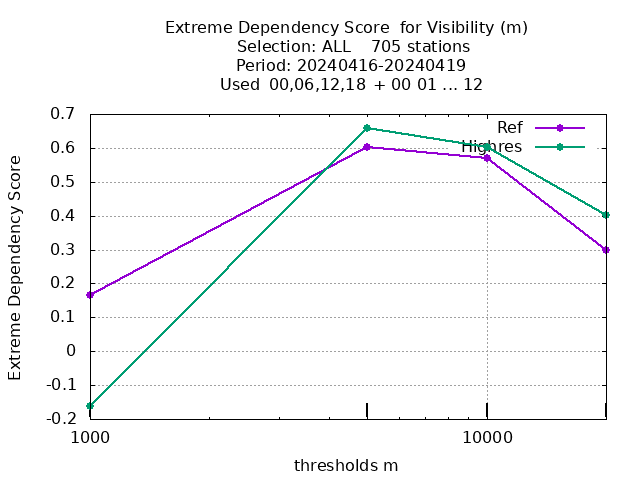 Extreme Dependency Score  for Visibility (m)
Selection: ALL    705 stations
Period: 20240416-20240419
Used  00,06,12,18  + 00 01 ... 12
Extreme Dependency Score
0.7
0.6
0.5
0.4
0.3
0.2
0.1
0
-0.1
-0.2
Ref
Highres
1000
10000
thresholds m